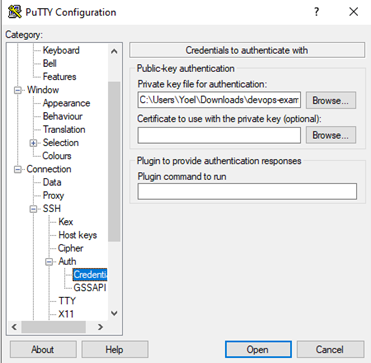 PuTTY Configuration
? ×
Category:
Keyboard
Bell
Features
Window
Appearance
Behaviour
Translation
Selection
Colours
Connection
Data
Proxy
SSH
Kex
Host keys
Cipher
Auth
Credentia
GSSAPI
TTY
X11
Credentials to authenticate with
Public-key authentication
Private key file for authentication:
C:\Users\Yoel\Downloads\devops-exam Browse...
Certificate to use with the private key (optional):
Browse...
Plugin to provide authentication responses
Plugin command to run
About Help Open Cancel